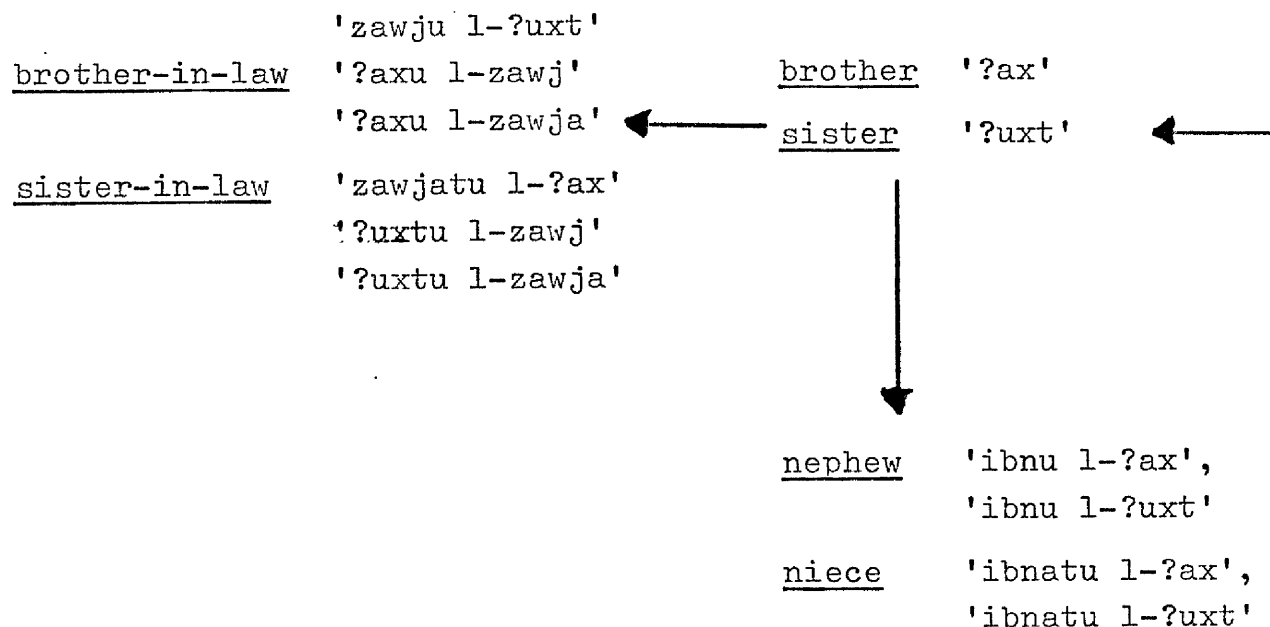 'zawju l-?uxt'
brother-in-law '?axu l-zawj'
'?axu l-zawja'
sister-in-law 'zawjatu l-?ax'
'?uxtu l-zawj'
'?uxtu l-zawja'
brother '?ax'
sister '?uxt'
nephew 'ibnu l-?ax',
'ibnu l-?uxt'
niece 'ibnatu l-?ax',
'ibnatu l-?uxt'